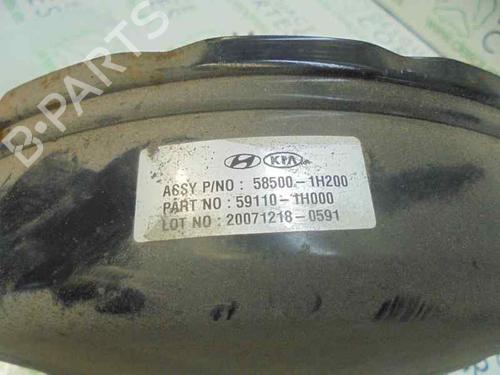 B-PARTS
KIA
ASSY P/NO : 58500-1H200
PART NO : 59110-1H000
LOT NO : 20071218-0591